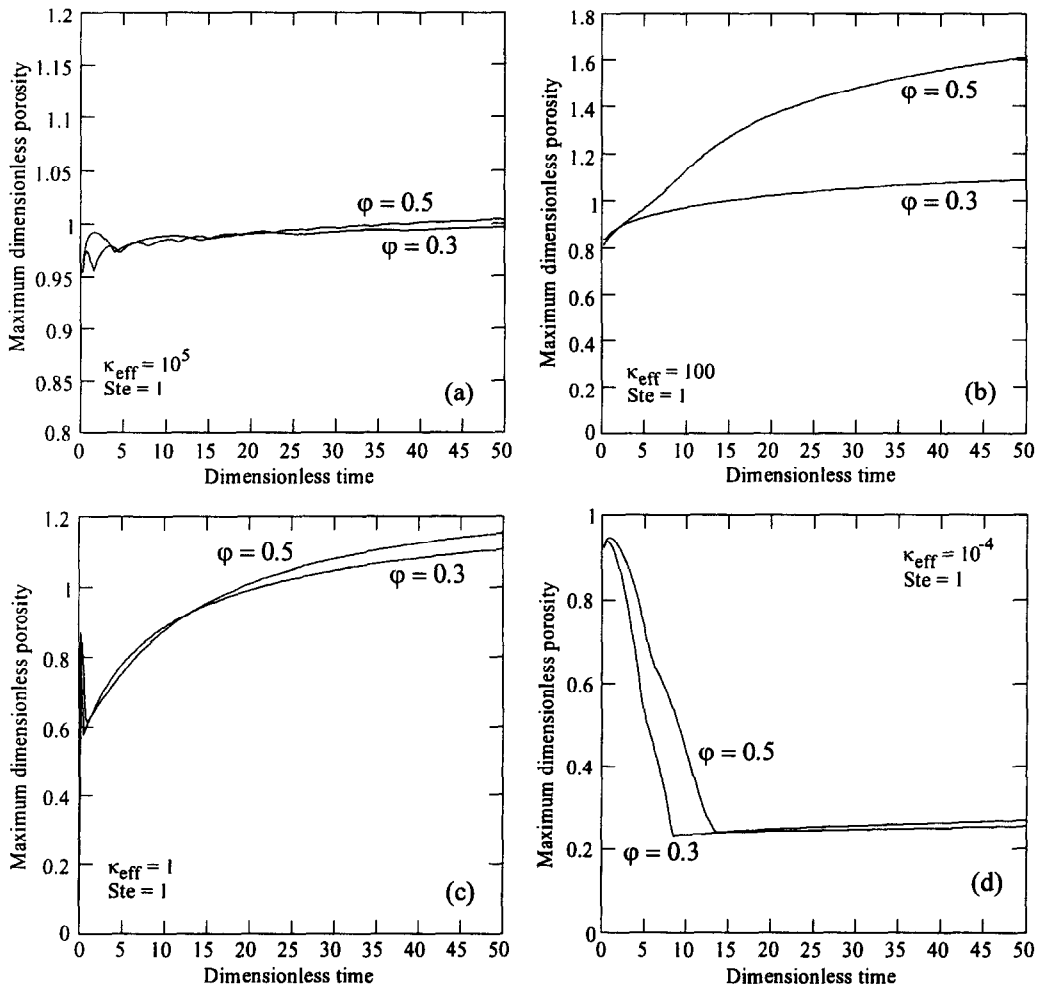 1.2
1.15
1.1
1.05
1
0.95
0.9
0.85
0.8
Maximum dimensionless porosity
φ = 0.5
φ = 0.3
κeff = 10^5
Ste = 1
(a)
0 5 10 15 20 25 30 35 40 45 50
Dimensionless time
1.8
1.6
1.4
1.2
1
0.8
0.6
0.4
0.2
0
Maximum dimensionless porosity
φ = 0.5
φ = 0.3
κeff = 100
Ste = 1
(b)
0 5 10 15 20 25 30 35 40 45 50
Dimensionless time
1.2
1
0.8
0.6
0.4
0.2
0
Maximum dimensionless porosity
φ = 0.5
φ = 0.3
κeff = 1
Ste = 1
(c)
0 5 10 15 20 25 30 35 40 45 50
Dimensionless time
1
0.8
0.6
0.4
0.2
0
Maximum dimensionless porosity
κeff = 10^-4
Ste = 1
φ = 0.5
φ = 0.3
(d)
0 5 10 15 20 25 30 35 40 45 50
Dimensionless time